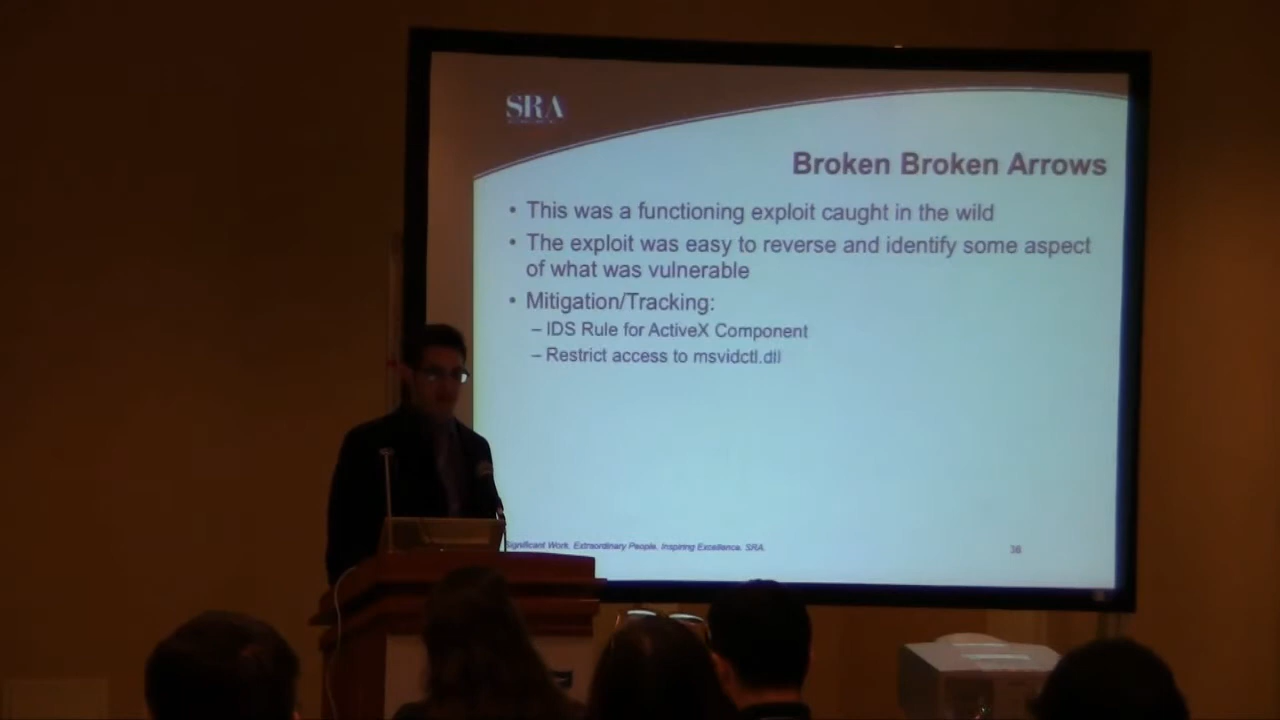 SRA
Broken Broken Arrows
• This was a functioning exploit caught in the wild
• The exploit was easy to reverse and identify some aspect
of what was vulnerable
• Mitigation/Tracking:
– IDS Rule for ActiveX Component
– Restrict access to msvidctl.dll
Significant Work. Extraordinary People. Inspiring Excellence. SRA.
36